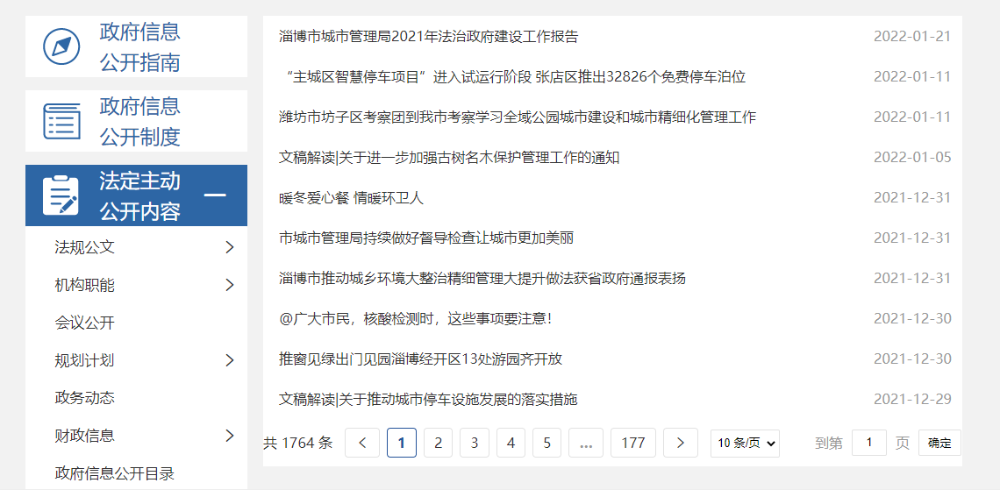 政府信息
公开指南
政府信息
公开制度
法定主动
公开内容
法规公文
机构职能
会议公开
规划计划
政务动态
财政信息
政府信息公开目录
淄博市城市管理局2021年法治政府建设工作报告 2022-01-21
“主城区智慧停车项目”进入试运行阶段 张店区推出32826个免费停车泊位 2022-01-11
潍坊市坊子区考察团到我市考察学习全域公园城市建设和城市精细化管理工作 2022-01-11
文稿解读|关于进一步加强古树名木保护管理工作的通知 2022-01-05
暖冬爱心餐 情暖环卫人 2021-12-31
市城市管理局持续做好督导检查让城市更加美丽 2021-12-31
淄博市推动城乡环境大整治精细管理大提升做法获省政府通报表扬 2021-12-31
@广大市民，核酸检测时，这些事项要注意！ 2021-12-30
推窗见绿出门见园淄博经开区13处游园齐开放 2021-12-30
文稿解读|关于推动城市停车设施发展的落实措施 2021-12-29
共 1764 条 < 1 2 3 4 5 ... 177 > 10 条/页 到第 1 页 确定